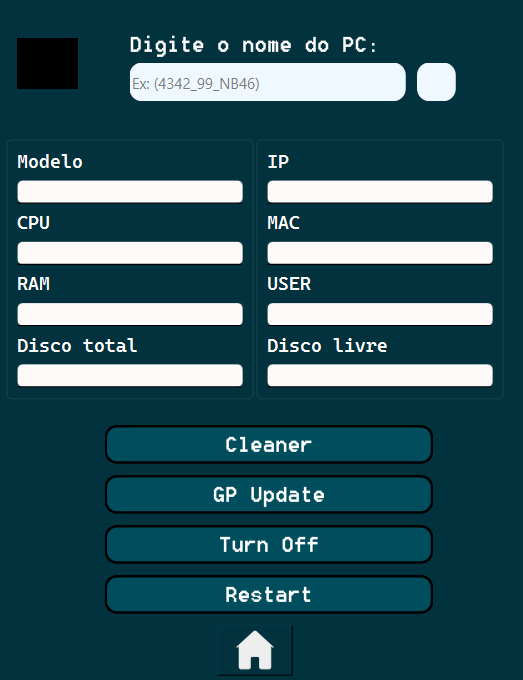 Digite o nome do PC:
Ex: (4342_99_NB46)
Modelo
IP
CPU
MAC
RAM
USER
Disco total
Disco livre
Cleaner
GP Update
Turn Off
Restart